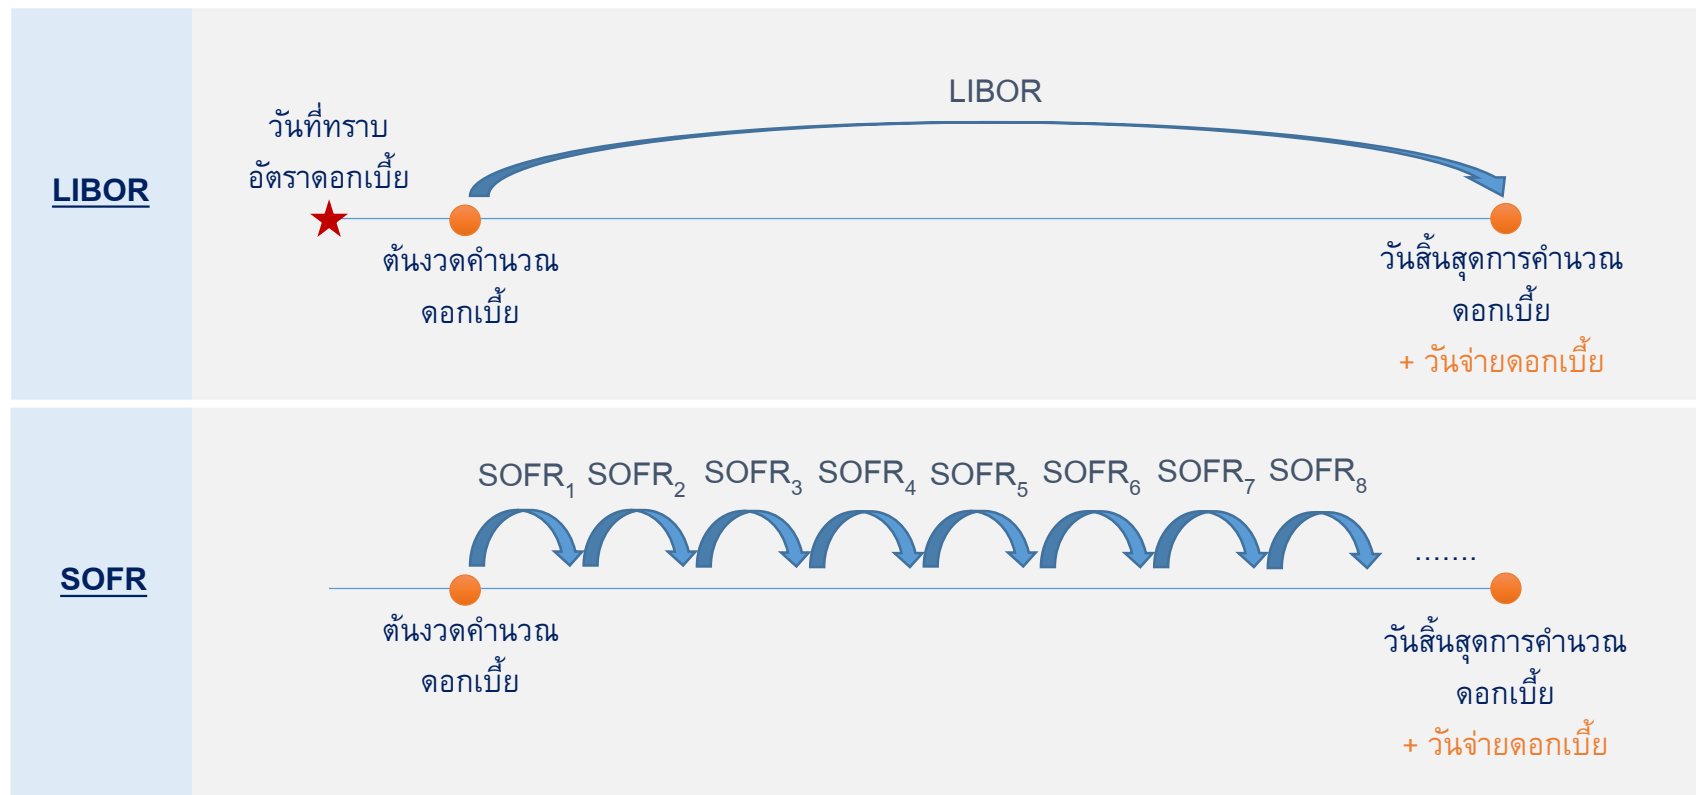 LIBOR
วันที่ทราบ
อัตราดอกเบี้ย
LIBOR
ต้นงวดคำนวณ
ดอกเบี้ย
วันสิ้นสุดการคำนวณ
ดอกเบี้ย
+ วันจ่ายดอกเบี้ย
SOFR
SOFR₁ SOFR₂ SOFR₃ SOFR₄ SOFR₅ SOFR₆ SOFR₇ SOFR₈
.......
ต้นงวดคำนวณ
ดอกเบี้ย
วันสิ้นสุดการคำนวณ
ดอกเบี้ย
+ วันจ่ายดอกเบี้ย